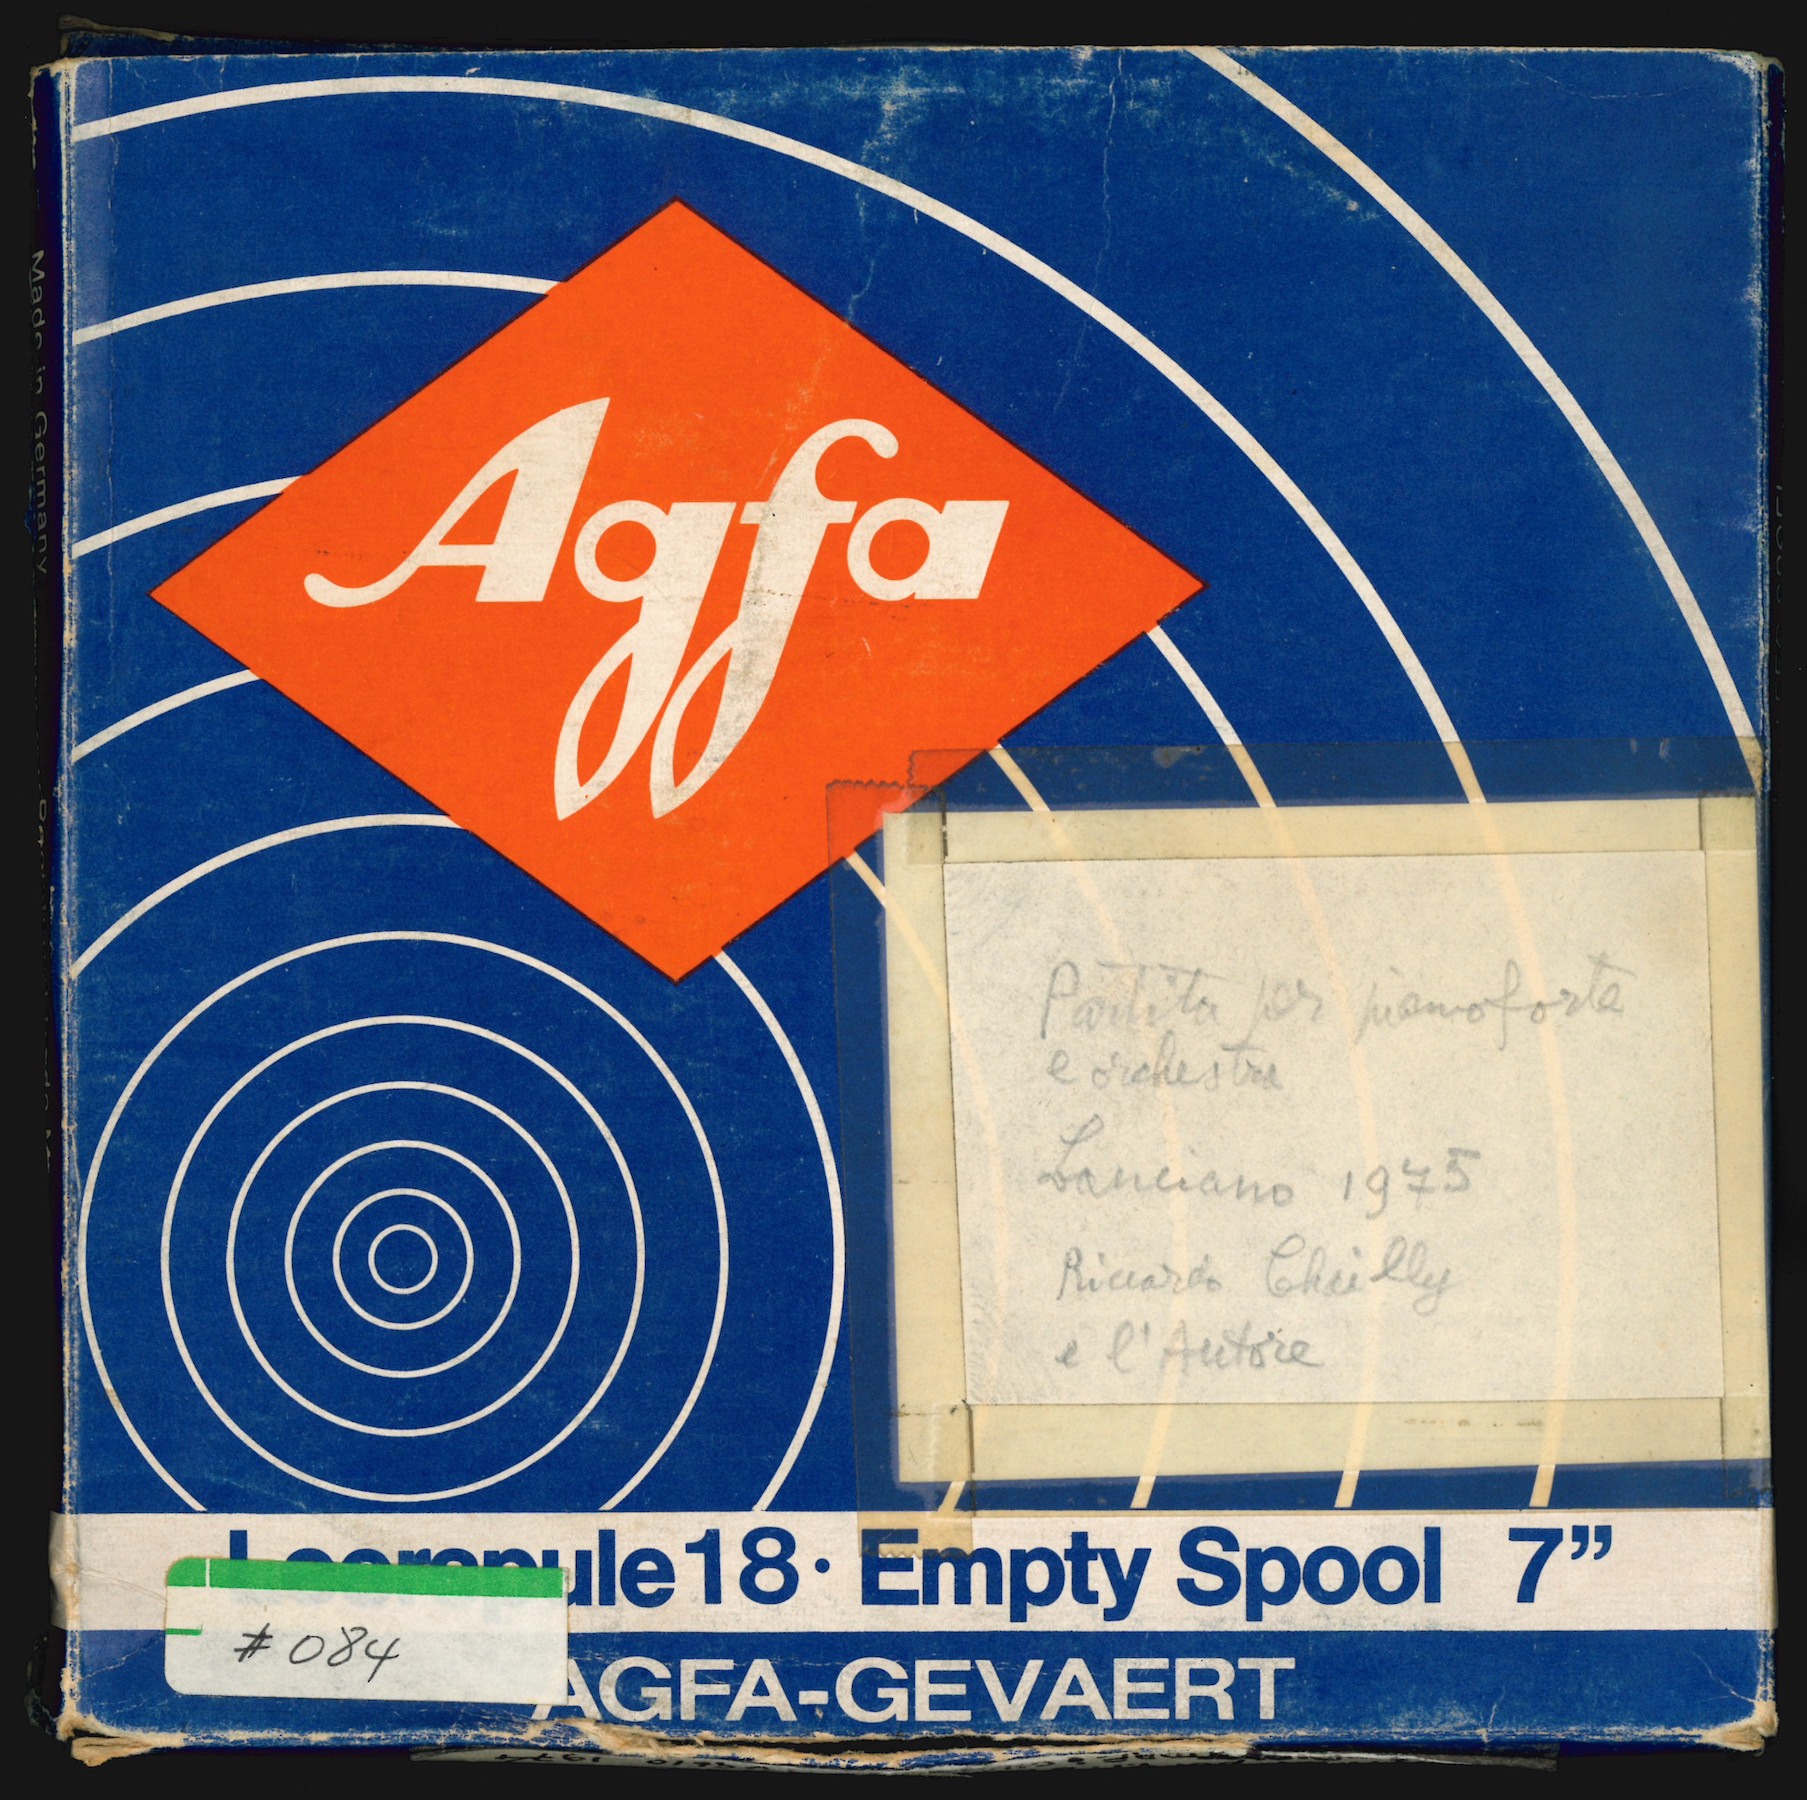 Agfa
Made in Germany
Partita per pianoforte
e orchestra
Lanciano 1975
Riccardo Chailly
e l'Autore
ule 18 · Empty Spool 7”
# 084
AGFA-GEVAERT